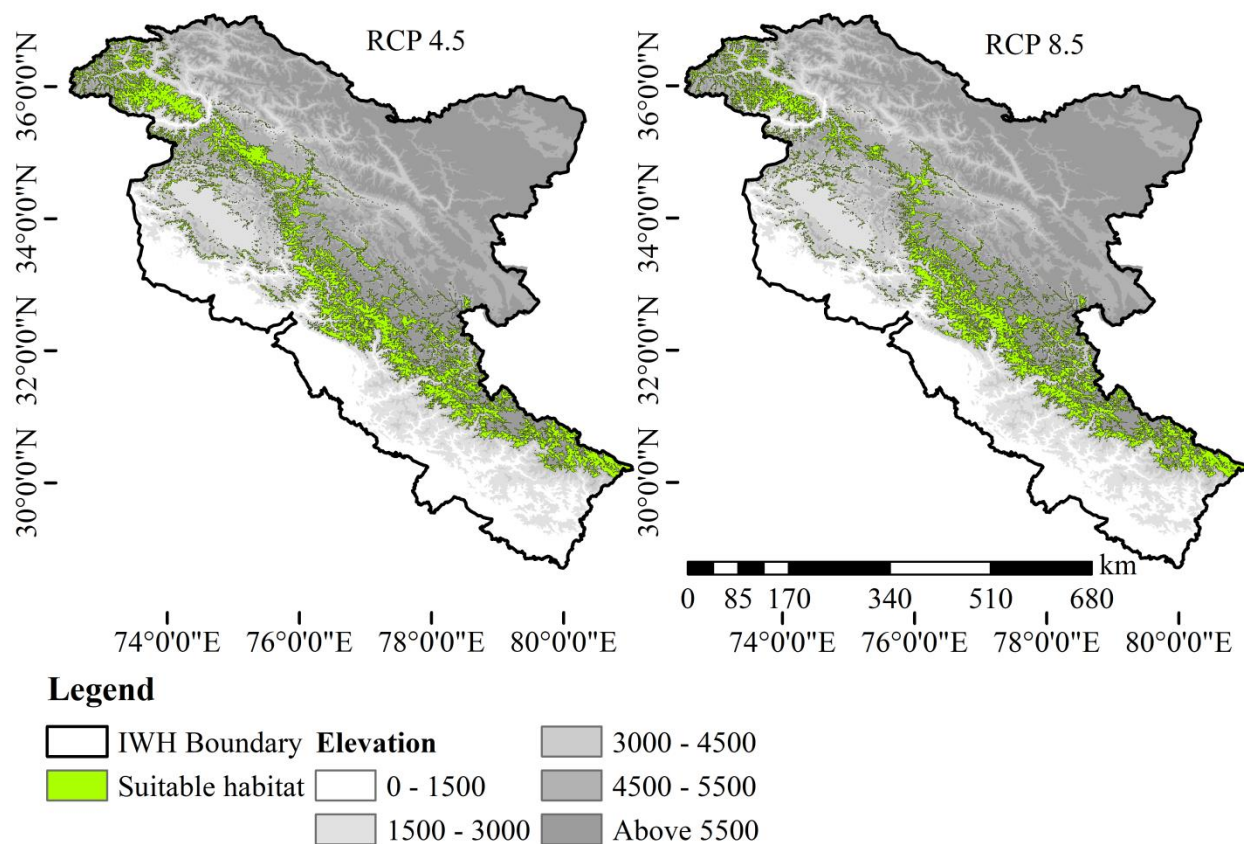 RCP 4.5
RCP 8.5
36°0'0"N
34°0'0"N
32°0'0"N
30°0'0"N
36°0'0"N
34°0'0"N
32°0'0"N
30°0'0"N
km
0 85 170 340 510 680
74°0'0"E 76°0'0"E 78°0'0"E 80°0'0"E
74°0'0"E 76°0'0"E 78°0'0"E 80°0'0"E
Legend
IWH Boundary
Suitable habitat
Elevation
0 - 1500
1500 - 3000
3000 - 4500
4500 - 5500
Above 5500